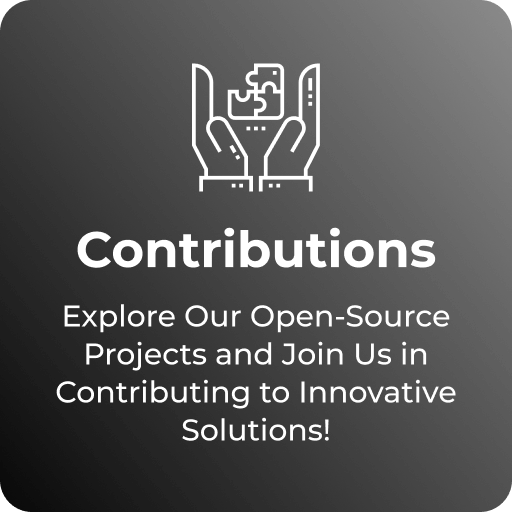 Contributions
Explore Our Open-Source
Projects and Join Us in
Contributing to Innovative
Solutions!